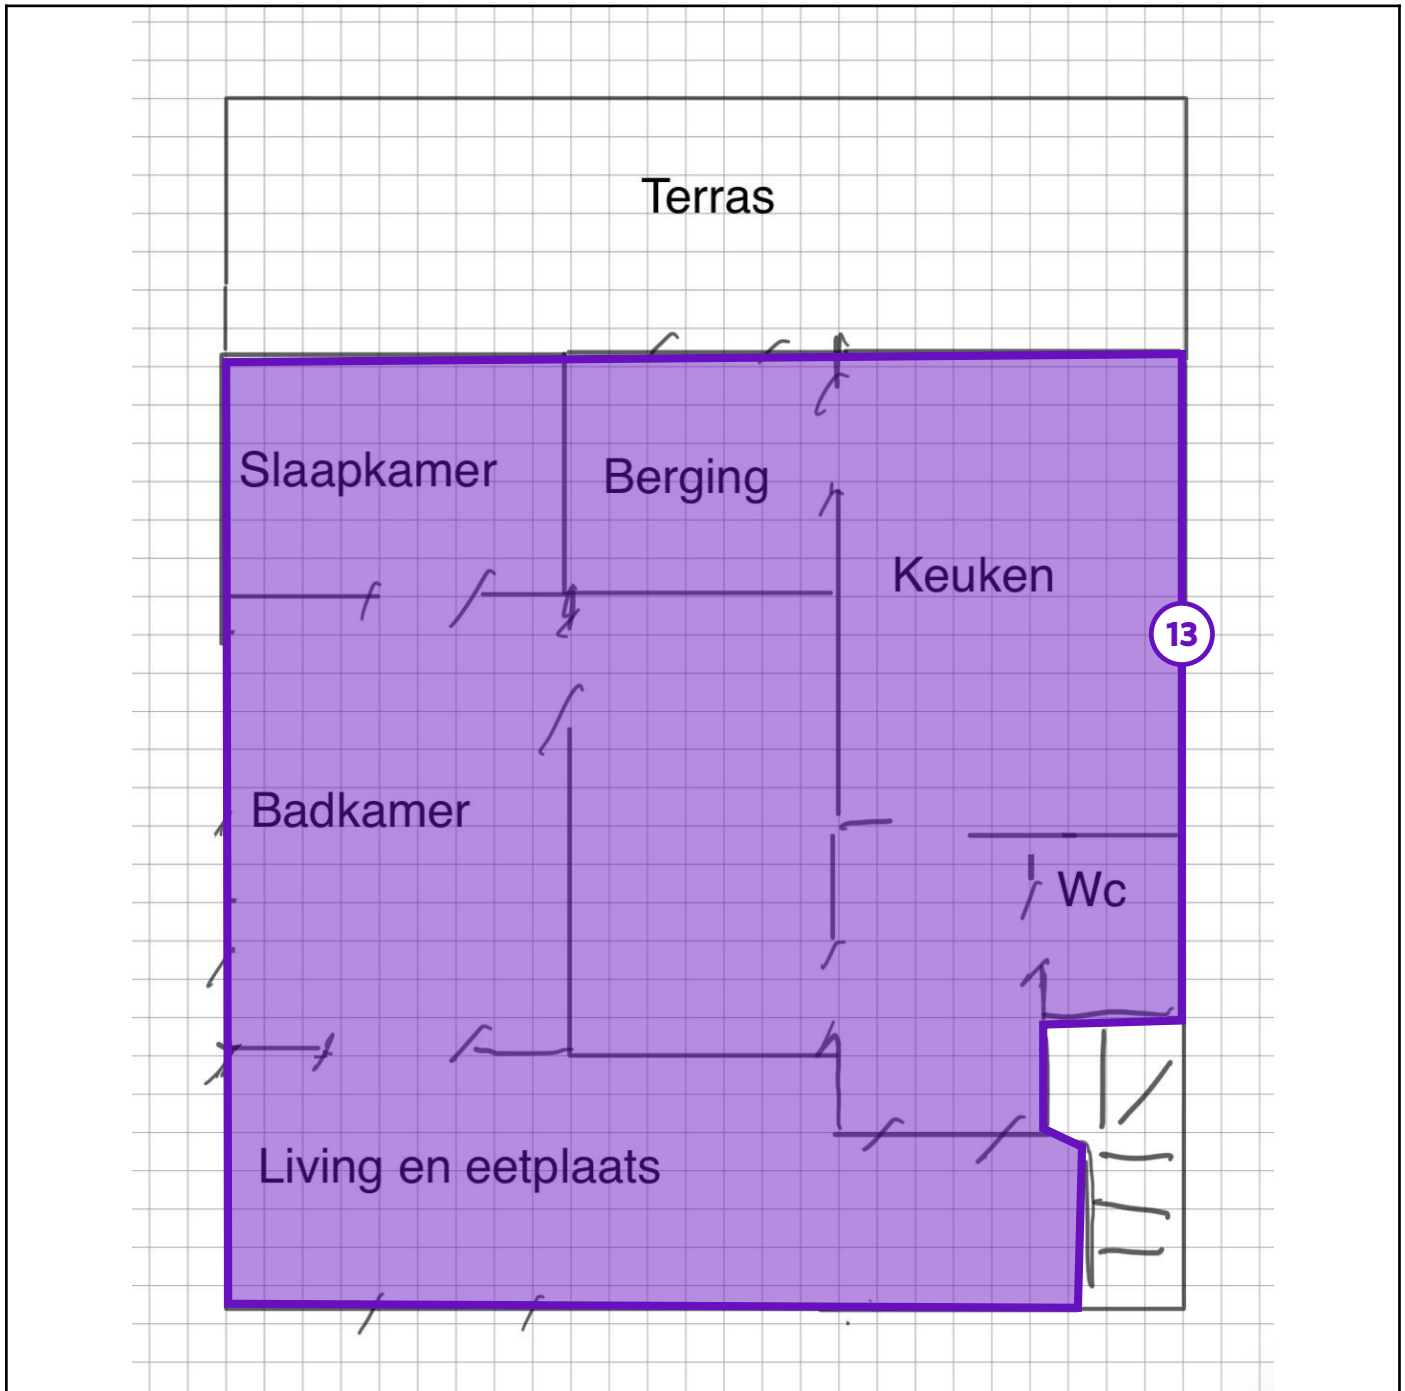 Terras
Slaapkamer
Berging
Keuken
13
Badkamer
Wc
Living en eetplaats